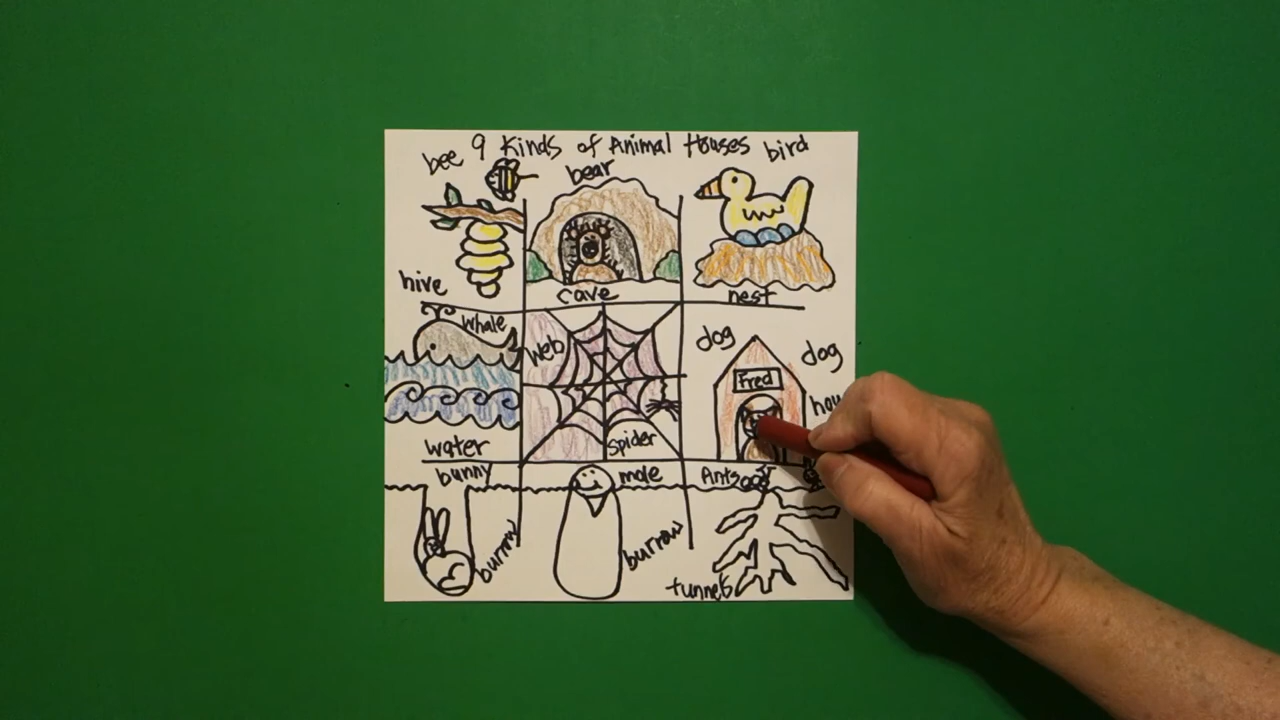 9 Kinds of Animal Houses
bee
bear
bird
hive
cave
nest
whale
web
dog
dog
Fred
water
spider
bunny
mole
Ants
burrow
burrow
tunnels